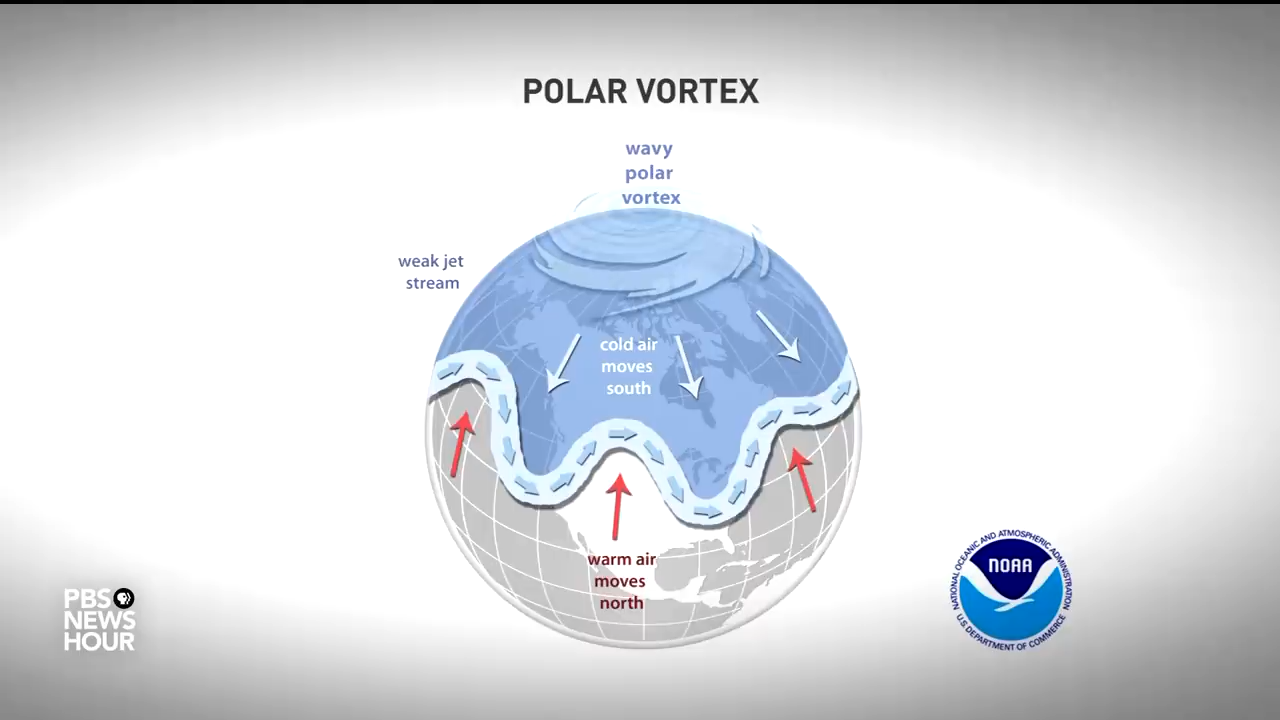 POLAR VORTEX
wavy
polar
vortex
weak jet
stream
cold air
moves
south
warm air
moves
north
PBS
NEWS
HOUR
NOAA
NATIONAL OCEANIC AND ATMOSPHERIC ADMINISTRATION
U.S. DEPARTMENT OF COMMERCE